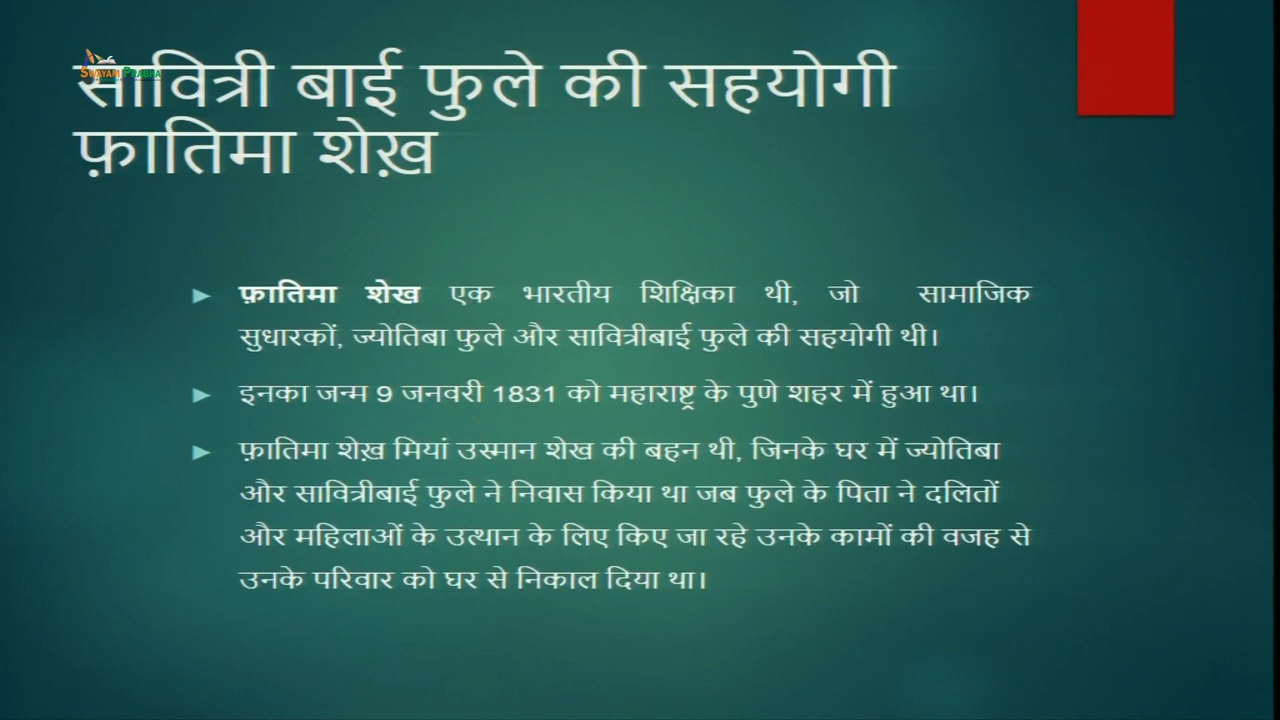 SWAYAM PRABHA
सावित्री बाई फुले की सहयोगी
फ़ातिमा शेख़
फ़ातिमा शेख एक भारतीय शिक्षिका थी, जो सामाजिक
सुधारकों, ज्योतिबा फुले और सावित्रीबाई फुले की सहयोगी थी।
इनका जन्म 9 जनवरी 1831 को महाराष्ट्र के पुणे शहर में हुआ था।
फ़ातिमा शेख़ मियां उस्मान शेख की बहन थी, जिनके घर में ज्योतिबा
और सावित्रीबाई फुले ने निवास किया था जब फुले के पिता ने दलितों
और महिलाओं के उत्थान के लिए किए जा रहे उनके कामों की वजह से
उनके परिवार को घर से निकाल दिया था।